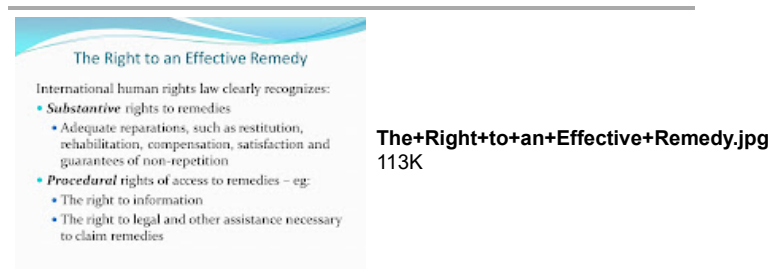 The Right to an Effective Remedy
International human rights law clearly recognizes:
• Substantive rights to remedies
• Adequate reparations, such as restitution,
rehabilitation, compensation, satisfaction and
guarantees of non-repetition
• Procedural rights of access to remedies – eg:
• The right to information
• The right to legal and other assistance necessary
to claim remedies
The+Right+to+an+Effective+Remedy.jpg
113K